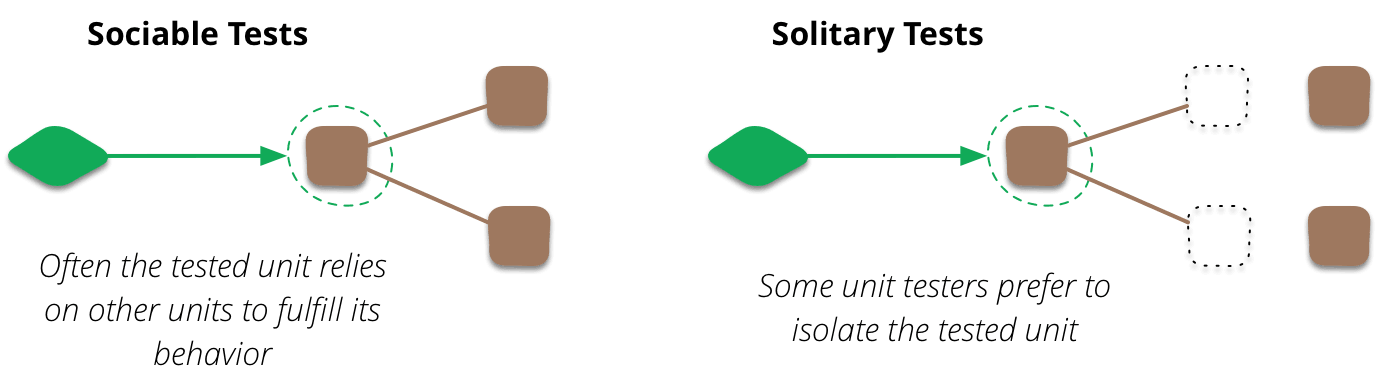 Sociable Tests
Often the tested unit relies
on other units to fulfill its
behavior
Solitary Tests
Some unit testers prefer to
isolate the tested unit